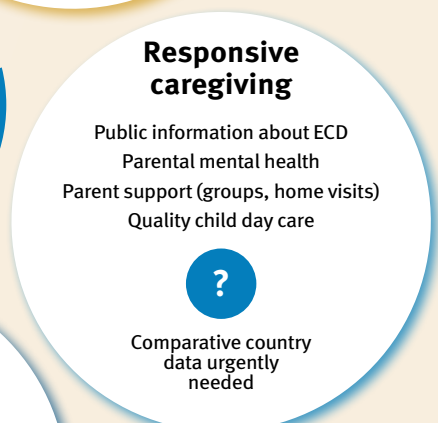 Responsive
caregiving
Public information about ECD
Parental mental health
Parent support (groups, home visits)
Quality child day care
?
Comparative country
data urgently
needed